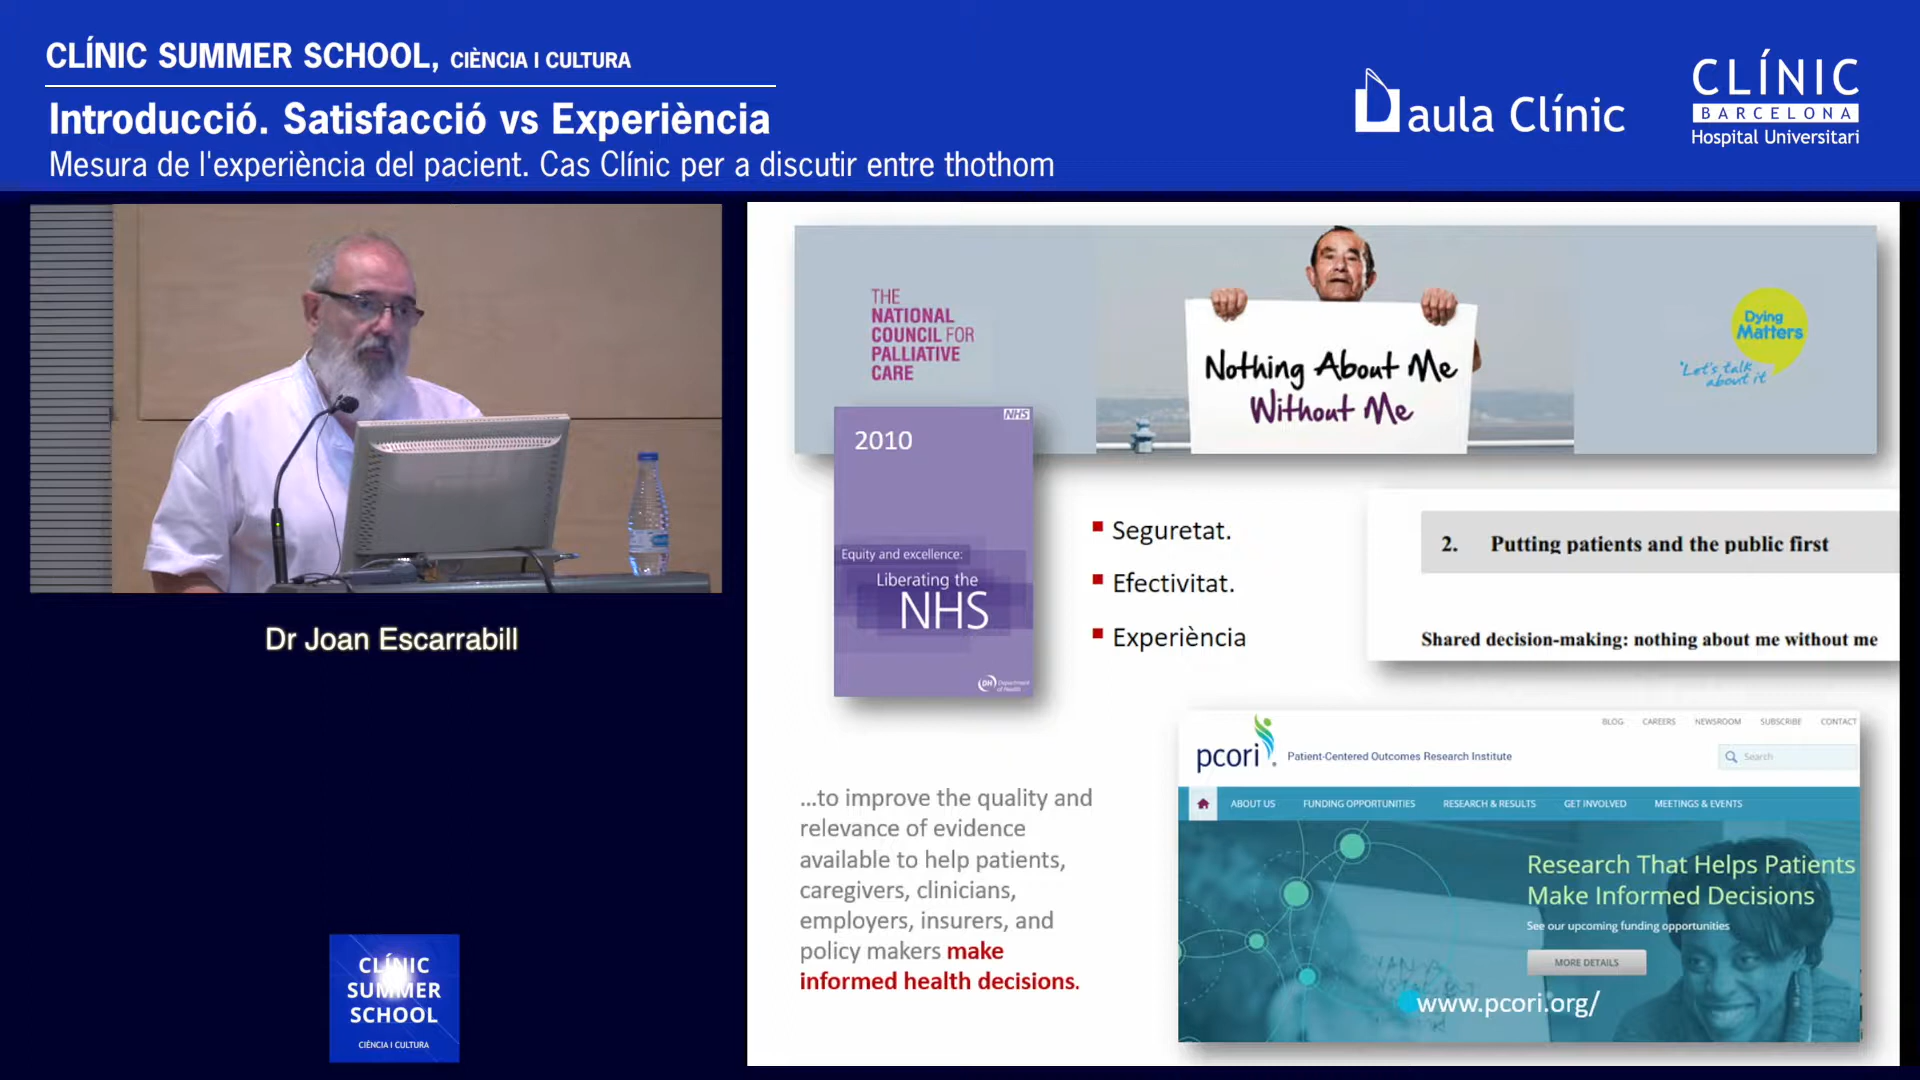 CLÍNIC SUMMER SCHOOL, CIÈNCIA I CULTURA
Introducció. Satisfacció vs Experiència
Mesura de l'experiència del pacient. Cas Clínic per a discutir entre thothom
aula Clínic
CLÍNIC
BARCELONA
Hospital Universitari
THE
NATIONAL
COUNCIL FOR
PALLIATIVE
CARE
Nothing About Me
Without Me
Dying
Matters
'Let's talk
about it
NHS
2010
Equity and excellence:
Liberating the
NHS
DH Department
of Health
Seguretat.
Efectivitat.
Experiència
2. Putting patients and the public first
Shared decision-making: nothing about me without me
Dr Joan Escarrabill
BLOG CAREERS NEWSROOM SUBSCRIBE CONTACT
pcori. Patient-Centered Outcomes Research Institute
Search
ABOUT US FUNDING OPPORTUNITIES RESEARCH & RESULTS GET INVOLVED MEETINGS & EVENTS
Research That Helps Patients
Make Informed Decisions
See our upcoming funding opportunities
MORE DETAILS
www.pcori.org/
...to improve the quality and
relevance of evidence
available to help patients,
caregivers, clinicians,
employers, insurers, and
policy makers make
informed health decisions.
CLÍNIC
SUMMER
SCHOOL
CIÈNCIA I CULTURA